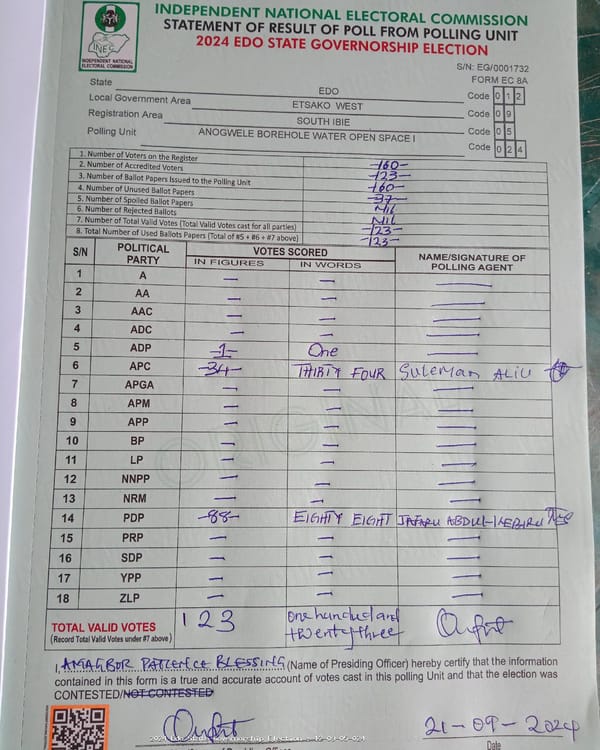 INDEPENDENT NATIONAL ELECTORAL COMMISSION
STATEMENT OF RESULT OF POLL FROM POLLING UNIT
2024 EDO STATE GOVERNORSHIP ELECTION
INEC
INDEPENDENT NATIONAL
ELECTORAL COMMISSION
S/N: EG/0001732
FORM EC 8A
State EDO Code 0 1 2
Local Government Area ETSAKO WEST Code 0 9
Registration Area SOUTH IBIE Code 0 5
Polling Unit ANOGWELE BOREHOLE WATER OPEN SPACE I Code 0 2 4
1. Number of Voters on the Register -160-
2. Number of Accredited Voters -123-
3. Number of Ballot Papers Issued to the Polling Unit -160-
4. Number of Unused Ballot Papers -37-
5. Number of Spoiled Ballot Papers Nil
6. Number of Rejected Ballots Nil
7. Number of Total Valid Votes (Total Valid Votes cast for all parties) -123-
8. Total Number of Used Ballots Papers (Total of #5 + #6 + #7 above) -123-
S/N POLITICAL PARTY VOTES SCORED NAME/SIGNATURE OF POLLING AGENT
IN FIGURES IN WORDS
1 A — — —
2 AA — — —
3 AAC — — —
4 ADC — — —
5 ADP -1- One —
6 APC -34- THIRTY FOUR SULEMAN ALIU
7 APGA — — —
8 APM — — —
9 APP — — —
10 BP — — —
11 LP — — —
12 NNPP — — —
13 NRM — — —
14 PDP -88- EIGHTY EIGHT JAFARU ABDUL-
15 PRP — — —
16 SDP — — —
17 YPP — — —
18 ZLP — — —
ORIGINAL
TOTAL VALID VOTES 123 One hundred and
(Record Total Valid Votes under #7 above) twenty three
I, AMAGBOR PATIENCE BLESSING (Name of Presiding Officer) hereby certify that the information
contained in this form is a true and accurate account of votes cast in this polling Unit and that the election was
CONTESTED/NOT CONTESTED
21-09-2024
Date